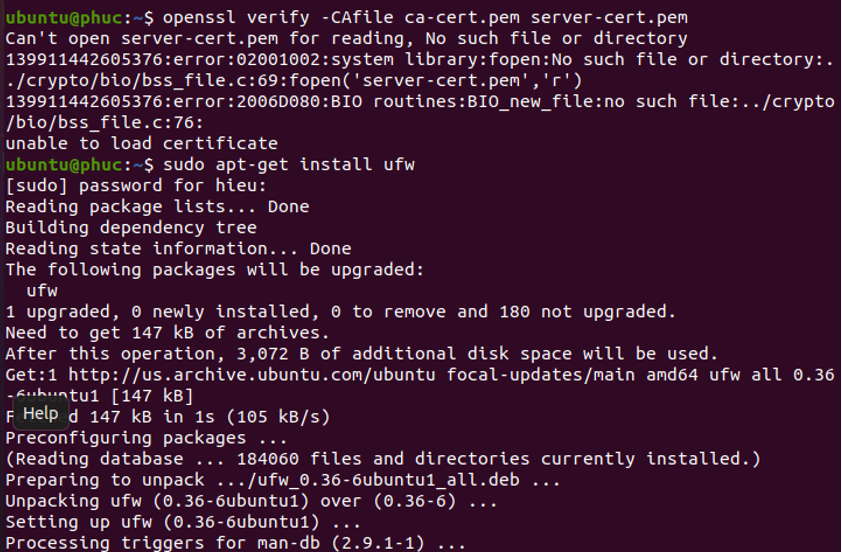 ubuntu@phuc:~$ openssl verify -CAfile ca-cert.pem server-cert.pem
Can't open server-cert.pem for reading, No such file or directory
139911442605376:error:02001002:system library:fopen:No such file or directory:.
./crypto/bio/bss_file.c:69:fopen('server-cert.pem','r')
139911442605376:error:2006D080:BIO routines:BIO_new_file:no such file:../crypto
/bio/bss_file.c:76:
unable to load certificate
ubuntu@phuc:~$ sudo apt-get install ufw
[sudo] password for hieu:
Reading package lists... Done
Building dependency tree
Reading state information... Done
The following packages will be upgraded:
ufw
1 upgraded, 0 newly installed, 0 to remove and 180 not upgraded.
Need to get 147 kB of archives.
After this operation, 3,072 B of additional disk space will be used.
Get:1 http://us.archive.ubuntu.com/ubuntu focal-updates/main amd64 ufw all 0.36
-6ubuntu1 [147 kB]
Help
147 kB in 1s (105 kB/s)
Preconfiguring packages ...
(Reading database ... 184060 files and directories currently installed.)
Preparing to unpack .../ufw_0.36-6ubuntu1_all.deb ...
Unpacking ufw (0.36-6ubuntu1) over (0.36-6) ...
Setting up ufw (0.36-6ubuntu1) ...
Processing triggers for man-db (2.9.1-1) ...